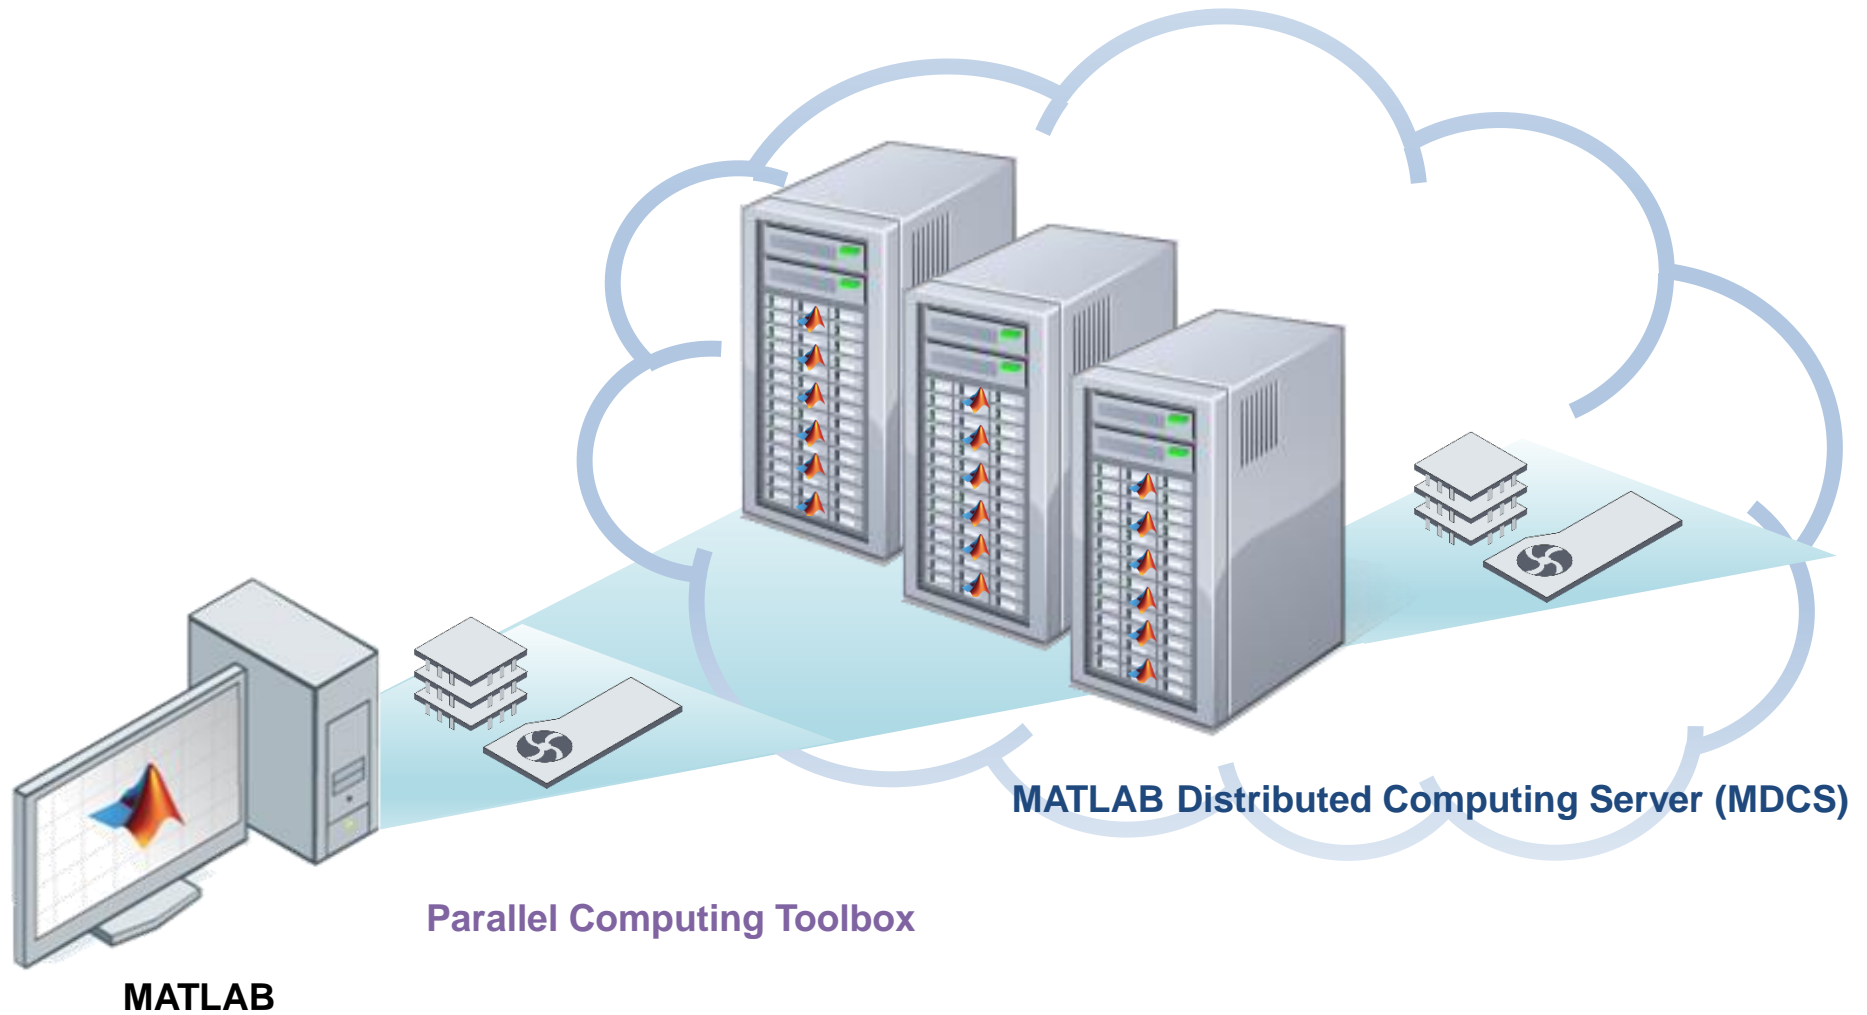 MATLAB Distributed Computing Server (MDCS)
Parallel Computing Toolbox
MATLAB